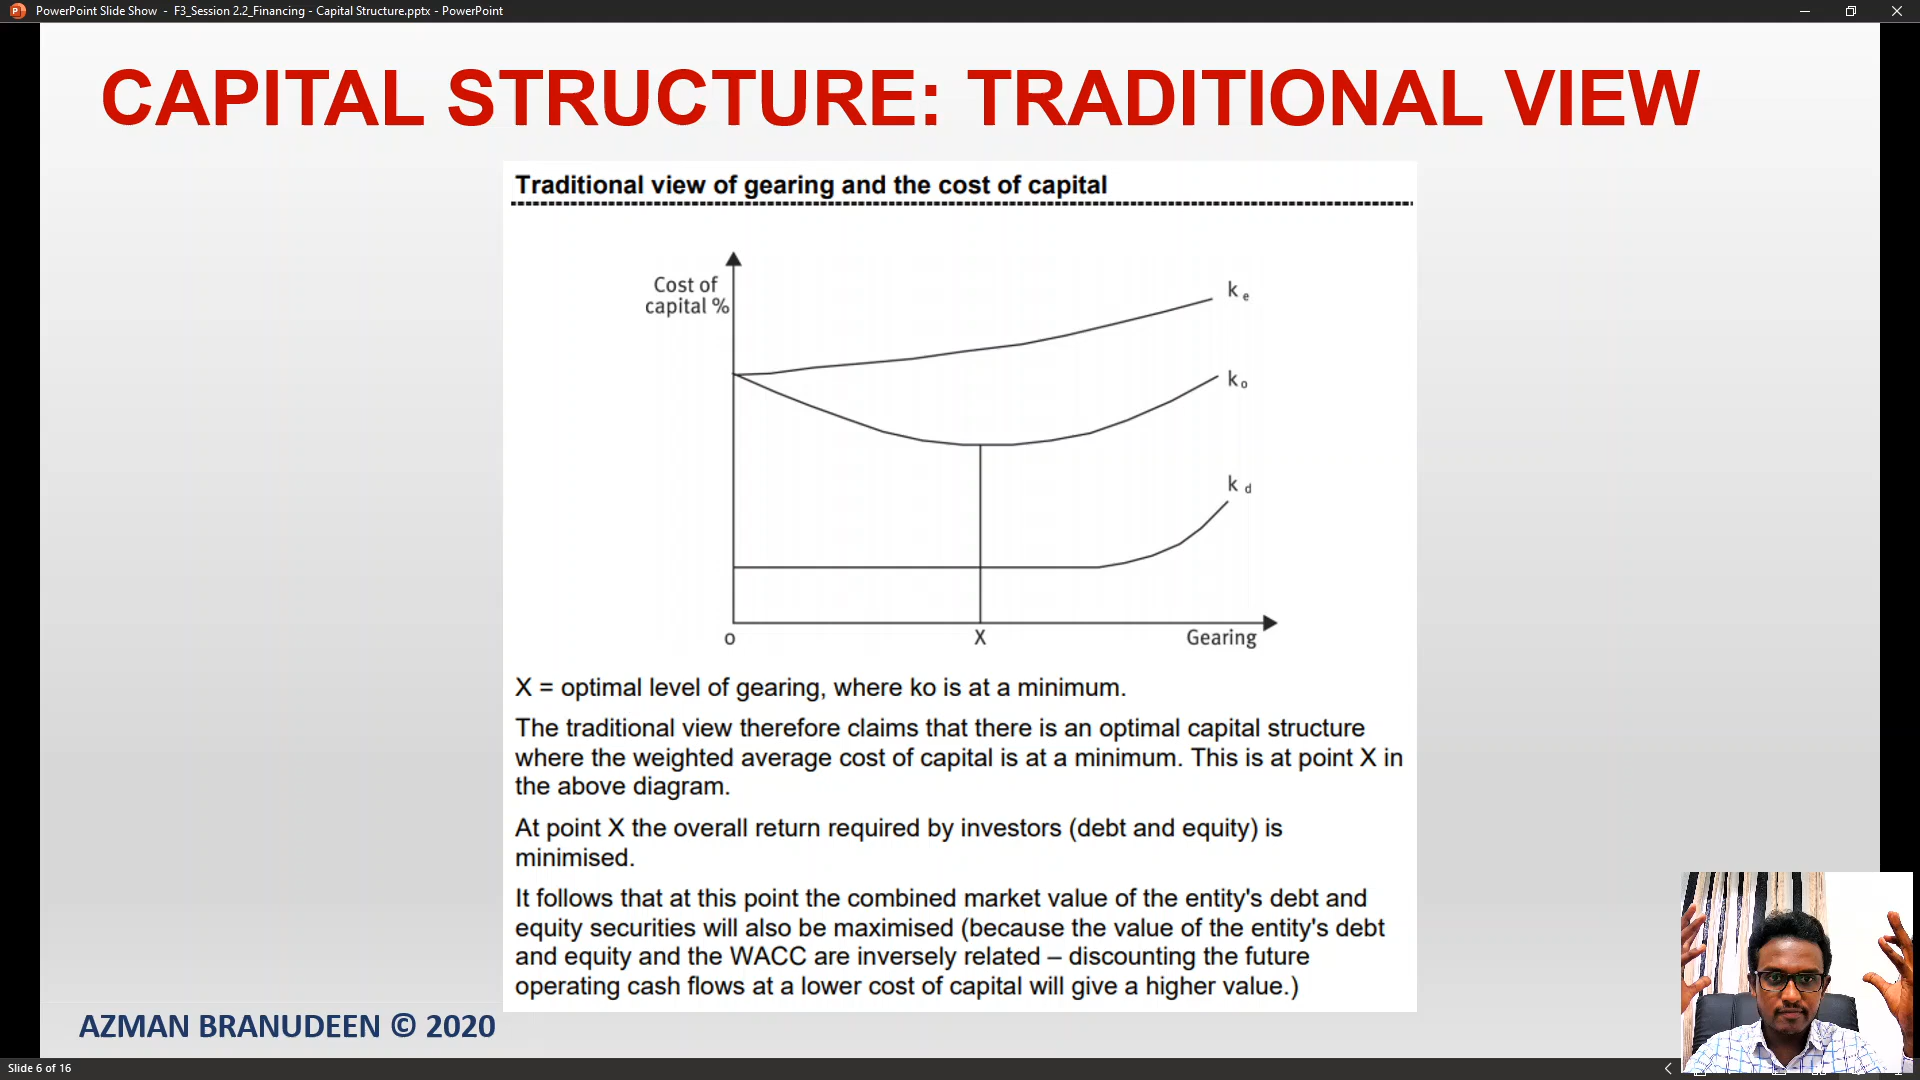 PowerPoint Slide Show - F3_Session 2.2_Financing - Capital Structure.pptx - PowerPoint
CAPITAL STRUCTURE: TRADITIONAL VIEW
Traditional view of gearing and the cost of capital
Cost of
capital %
k e
k o
k d
o
X
Gearing
X = optimal level of gearing, where ko is at a minimum.
The traditional view therefore claims that there is an optimal capital structure
where the weighted average cost of capital is at a minimum. This is at point X in
the above diagram.
At point X the overall return required by investors (debt and equity) is
minimised.
It follows that at this point the combined market value of the entity's debt and
equity securities will also be maximised (because the value of the entity's debt
and equity and the WACC are inversely related – discounting the future
operating cash flows at a lower cost of capital will give a higher value.)
AZMAN BRANUDEEN © 2020
Slide 6 of 16